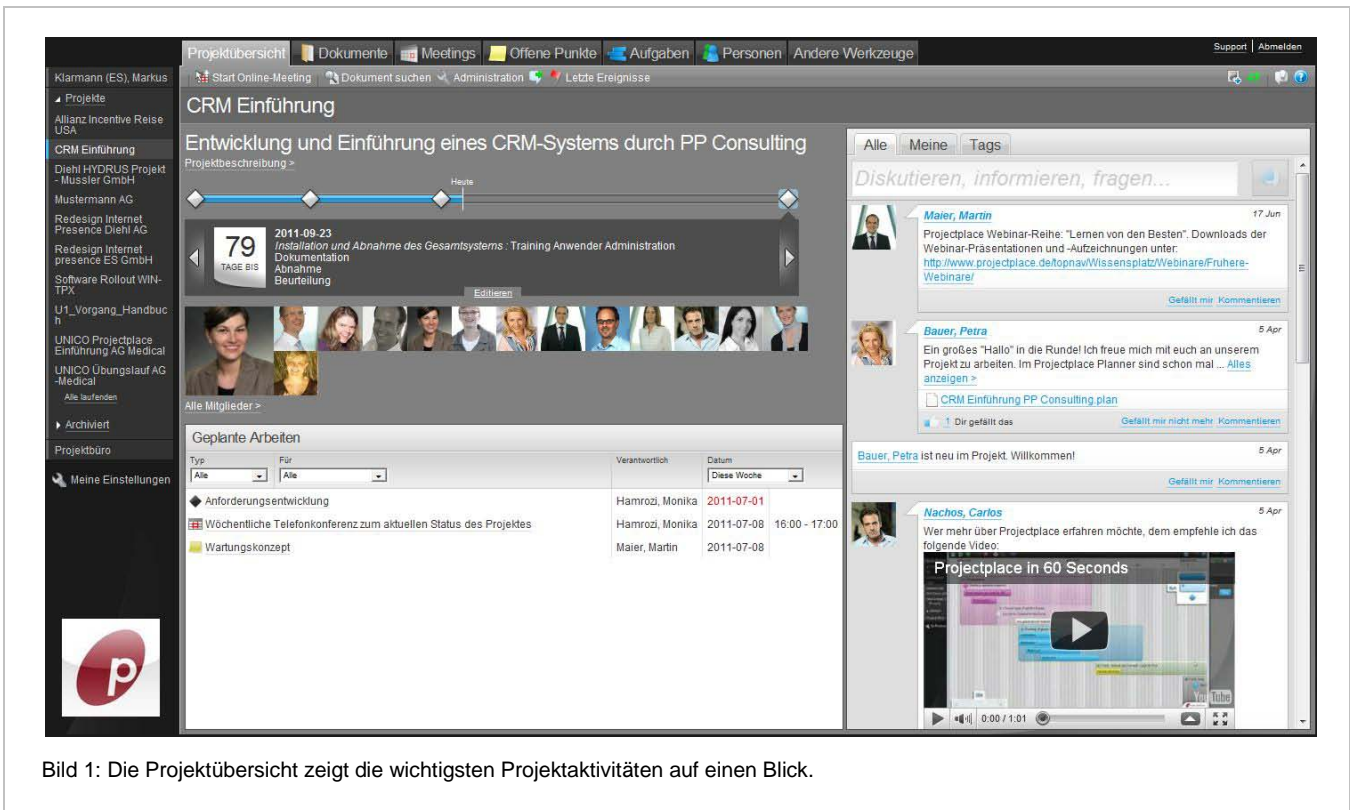 Projektübersicht Dokumente Meetings Offene Punkte Aufgaben Personen Andere Werkzeuge
Support Abmelden
Klarmann (ES), Markus
Start Online-Meeting Dokument suchen Administration Letzte Ereignisse
Projekte
Allianz Incentive Reise
USA
CRM Einführung
Diehl HYDRUS Projekt
- Mussler GmbH
Mustermann AG
Redesign Internet
Presence Diehl AG
Redesign Internet
presence ES GmbH
Software Rollout WIN-
TPX
U1_Vorgang_Handbuc
h
UNICO Projectplace
Einführung AG Medical
UNICO Übungslauf AG
-Medical
Alle laufenden
Archiviert
Projektbüro
Meine Einstellungen
p
CRM Einführung
Entwicklung und Einführung eines CRM-Systems durch PP Consulting
Projektbeschreibung >
Heute
79
TAGE BIS
2011-09-23
Installation und Abnahme des Gesamtsystems : Training Anwender Administration
Dokumentation
Abnahme
Beurteilung
Editieren
Alle Mitglieder >
Geplante Arbeiten
Typ Für Verantwortlich Datum
Alle Alle Diese Woche
Anforderungsentwicklung Hamrozi, Monika 2011-07-01
Wöchentliche Telefonkonferenz zum aktuellen Status des Projektes Hamrozi, Monika 2011-07-08 16:00 - 17:00
Wartungskonzept Maier, Martin 2011-07-08
Alle Meine Tags
Diskutieren, informieren, fragen...
Maier, Martin 17 Jun
Projectplace Webinar-Reihe: "Lernen von den Besten". Downloads der
Webinar-Präsentationen und -Aufzeichnungen unter:
http://www.projectplace.de/topnav/Wissensplatz/Webinare/Fruhere-
Webinare/
Gefällt mir Kommentieren
Bauer, Petra 5 Apr
Ein großes "Hallo" in die Runde! Ich freue mich mit euch an unserem
Projekt zu arbeiten. Im Projectplace Planner sind schon mal ... Alles
anzeigen >
CRM Einführung PP Consulting.plan
1 Dir gefällt das Gefällt mir nicht mehr Kommentieren
Bauer, Petra ist neu im Projekt. Willkommen! 5 Apr
Gefällt mir Kommentieren
Nachos, Carlos 5 Apr
Wer mehr über Projectplace erfahren möchte, dem empfehle ich das
folgende Video:
Projectplace in 60 Seconds
You Tube
0:00 / 1:01
Bild 1: Die Projektübersicht zeigt die wichtigsten Projektaktivitäten auf einen Blick.